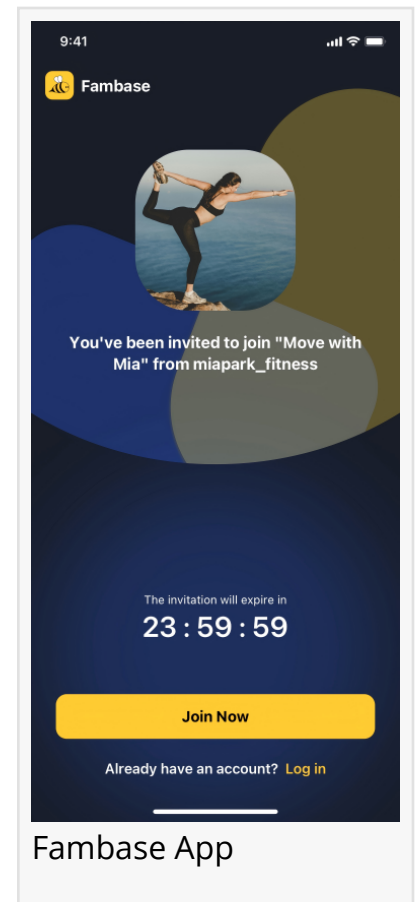 9:41
Fambase
You've been invited to join "Move with
Mia" from miapark_fitness
The invitation will expire in
23 : 59 : 59
Join Now
Already have an account? Log in
Fambase App